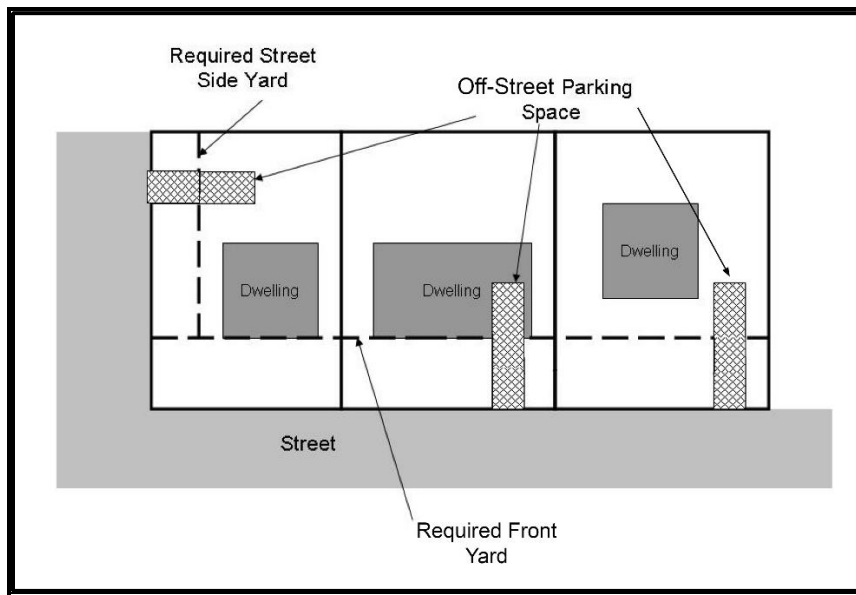 Required Street
Side Yard
Off-Street Parking
Space
Dwelling
Dwelling
Dwelling
Street
Required Front
Yard